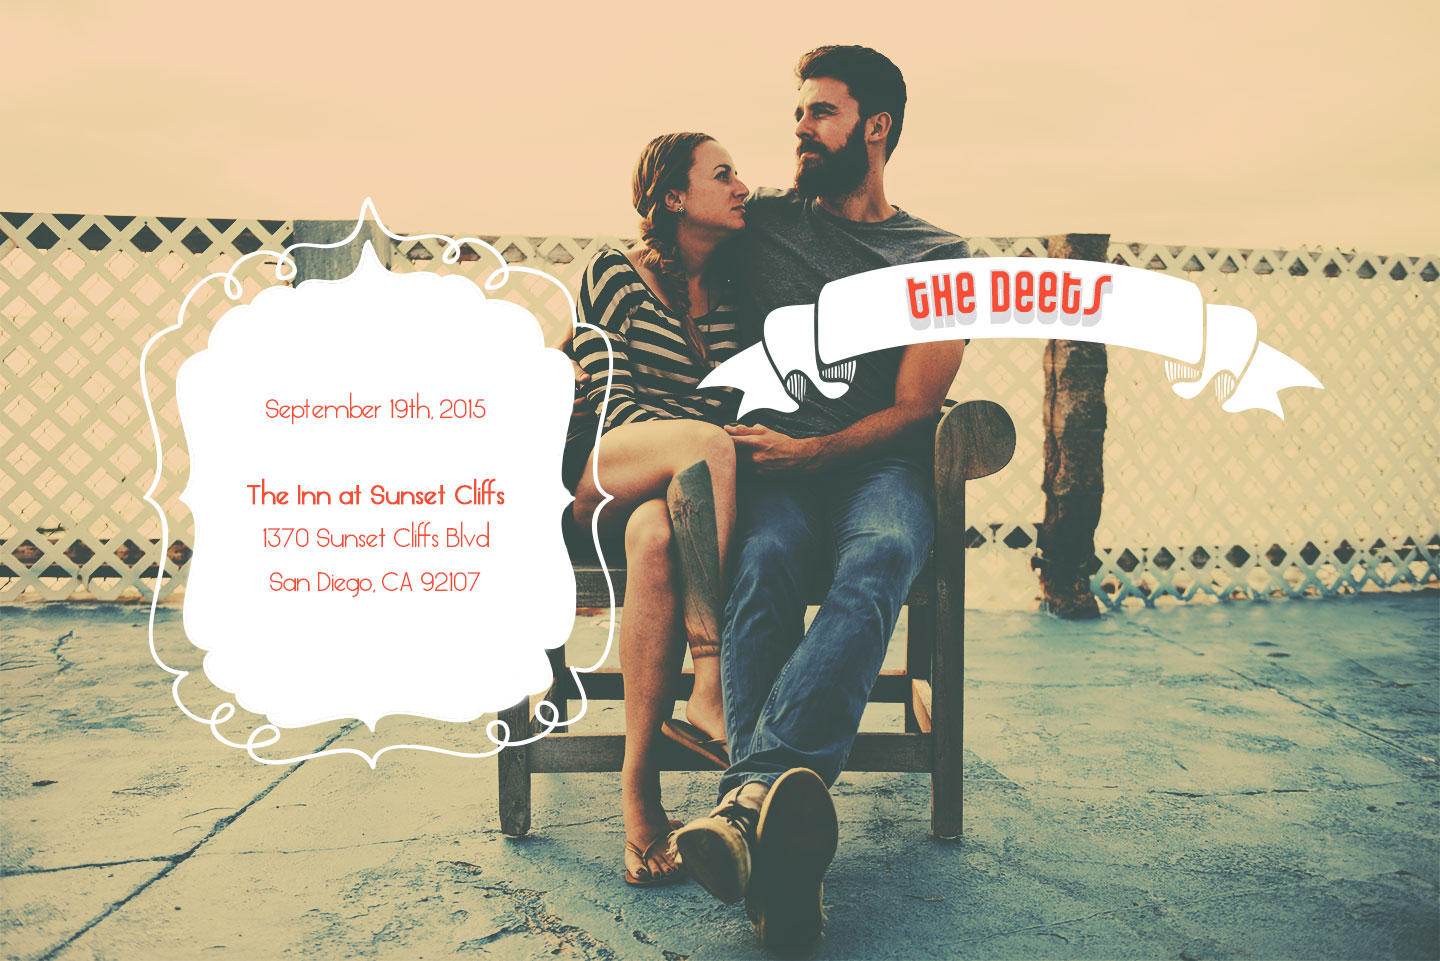 the Deets
September 19th, 2015
The Inn at Sunset Cliffs
1370 Sunset Cliffs Blvd
San Diego, CA 92107